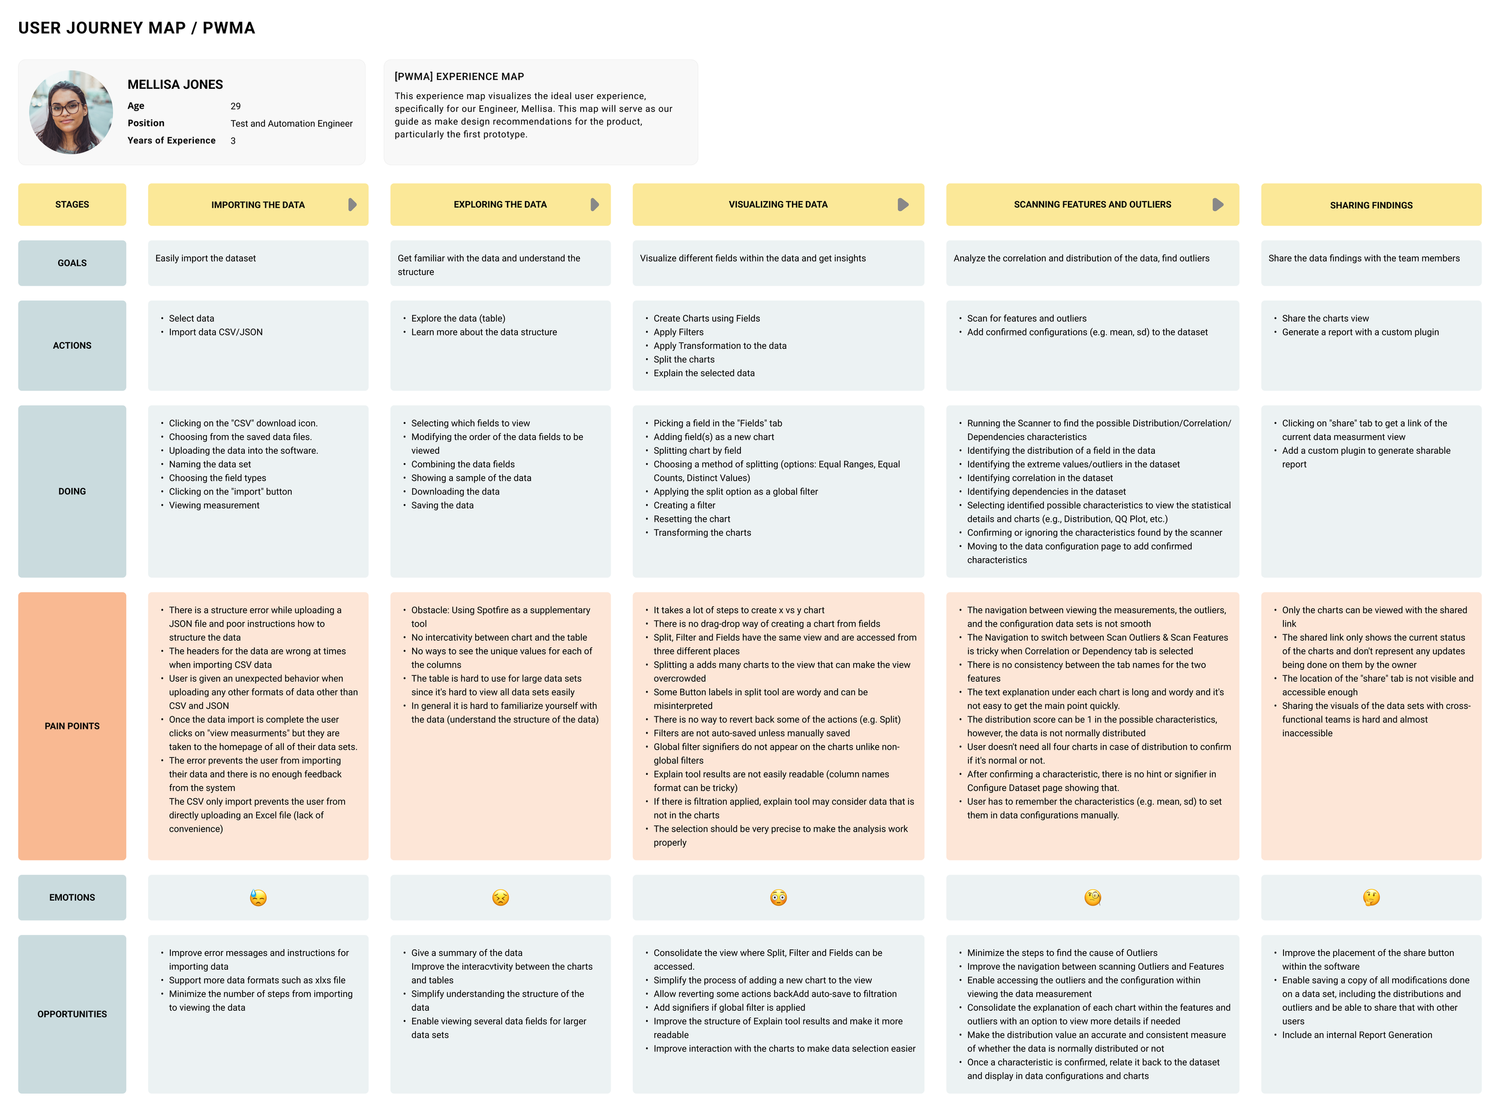 USER JOURNEY MAP / PWMA
MELLISA JONES
Age 29
Position Test and Automation Engineer
Years of Experience 3
[PWMA] EXPERIENCE MAP
This experience map visualizes the ideal user experience,
specifically for our Engineer, Mellisa. This map will serve as our
guide as make design recommendations for the product,
particularly the first prototype.
STAGES
IMPORTING THE DATA
EXPLORING THE DATA
VISUALIZING THE DATA
SCANNING FEATURES AND OUTLIERS
SHARING FINDINGS
GOALS
Easily import the dataset
Get familiar with the data and understand the
structure
Visualize different fields within the data and get insights
Analyze the correlation and distribution of the data, find outliers
Share the data findings with the team members
ACTIONS
• Select data
• Import data CSV/JSON
• Explore the data (table)
• Learn more about the data structure
• Create Charts using Fields
• Apply Filters
• Apply Transformation to the data
• Split the charts
• Explain the selected data
• Scan for features and outliers
• Add confirmed configurations (e.g. mean, sd) to the dataset
• Share the charts view
• Generate a report with a custom plugin
DOING
• Clicking on the "CSV" download icon.
• Choosing from the saved data files.
• Uploading the data into the software.
• Naming the data set
• Choosing the field types
• Clicking on the "import" button
• Viewing measurement
• Selecting which fields to view
• Modifying the order of the data fields to be
viewed
• Combining the data fields
• Showing a sample of the data
• Downloading the data
• Saving the data
• Picking a field in the "Fields" tab
• Adding field(s) as a new chart
• Splitting chart by field
• Choosing a method of splitting (options: Equal Ranges, Equal
Counts, Distinct Values)
• Applying the split option as a global filter
• Creating a filter
• Resetting the chart
• Transforming the charts
• Running the Scanner to find the possible Distribution/Correlation/
Dependencies characteristics
• Identifying the distribution of a field in the data
• Identifying the extreme values/outliers in the dataset
• Identifying correlation in the dataset
• Identifying dependencies in the dataset
• Selecting identified possible characteristics to view the statistical
details and charts (e.g., Distribution, QQ Plot, etc.)
• Confirming or ignoring the characteristics found by the scanner
• Moving to the data configuration page to add confirmed
characteristics
• Clicking on "share" tab to get a link of the
current data measurment view
• Add a custom plugin to generate sharable
report
PAIN POINTS
• There is a structure error while uploading a
JSON file and poor instructions how to
structure the data
• The headers for the data are wrong at times
when importing CSV data
• User is given an unexpected behavior when
uploading any other formats of data other than
CSV and JSON
• Once the data import is complete the user
clicks on "view measurments" but they are
taken to the homepage of all of their data sets.
• The error prevents the user from importing
their data and there is no enough feedback
from the system
The CSV only import prevents the user from
directly uploading an Excel file (lack of
convenience)
• Obstacle: Using Spotfire as a supplementary
tool
• No intercativity between chart and the table
• No ways to see the unique values for each of
the columns
• The table is hard to use for large data sets
since it's hard to view all data sets easily
• In general it is hard to familiarize yourself with
the data (understand the structure of the data)
• It takes a lot of steps to create x vs y chart
• There is no drag-drop way of creating a chart from fields
• Split, Filter and Fields have the same view and are accessed from
three different places
• Splitting a adds many charts to the view that can make the view
overcrowded
• Some Button labels in split tool are wordy and can be
misinterpreted
• There is no way to revert back some of the actions (e.g. Split)
• Filters are not auto-saved unless manually saved
• Global filter signifiers do not appear on the charts unlike non-
global filters
• Explain tool results are not easily readable (column names
format can be tricky)
• If there is filtration applied, explain tool may consider data that is
not in the charts
• The selection should be very precise to make the analysis work
properly
• The navigation between viewing the measurements, the outliers,
and the configuration data sets is not smooth
• The Navigation to switch between Scan Outliers & Scan Features
is tricky when Correlation or Dependency tab is selected
• There is no consistency between the tab names for the two
features
• The text explanation under each chart is long and wordy and it's
not easy to get the main point quickly.
• The distribution score can be 1 in the possible characteristics,
however, the data is not normally distributed
• User doesn't need all four charts in case of distribution to confirm
if it's normal or not.
• After confirming a characteristic, there is no hint or signifier in
Configure Dataset page showing that.
• User has to remember the characteristics (e.g. mean, sd) to set
them in data configurations manually.
• Only the charts can be viewed with the shared
link
• The shared link only shows the current status
of the charts and don't represent any updates
being done on them by the owner
• The location of the "share" tab is not visible and
accessible enough
• Sharing the visuals of the data sets with cross-
functional teams is hard and almost
inaccessible
EMOTIONS
OPPORTUNITIES
• Improve error messages and instructions for
importing data
• Support more data formats such as xlxs file
• Minimize the number of steps from importing
to viewing the data
• Give a summary of the data
Improve the interacvtivity between the charts
and tables
• Simplify understanding the structure of the
data
• Enable viewing several data fields for larger
data sets
• Consolidate the view where Split, Filter and Fields can be
accessed.
• Simplify the process of adding a new chart to the view
• Allow reverting some actions backAdd auto-save to filtration
• Add signifiers if global filter is applied
• Improve the structure of Explain tool results and make it more
readable
• Improve interaction with the charts to make data selection easier
• Minimize the steps to find the cause of Outliers
• Improve the navigation between scanning Outliers and Features
• Enable accessing the outliers and the configuration within
viewing the data measurement
• Consolidate the explanation of each chart within the features and
outliers with an option to view more details if needed
• Make the distribution value an accurate and consistent measure
of whether the data is normally distributed or not
• Once a characteristic is confirmed, relate it back to the dataset
and display in data configurations and charts
• Improve the placement of the share button
within the software
• Enable saving a copy of all modifications done
on a data set, including the distributions and
outliers and be able to share that with other
users
• Include an internal Report Generation